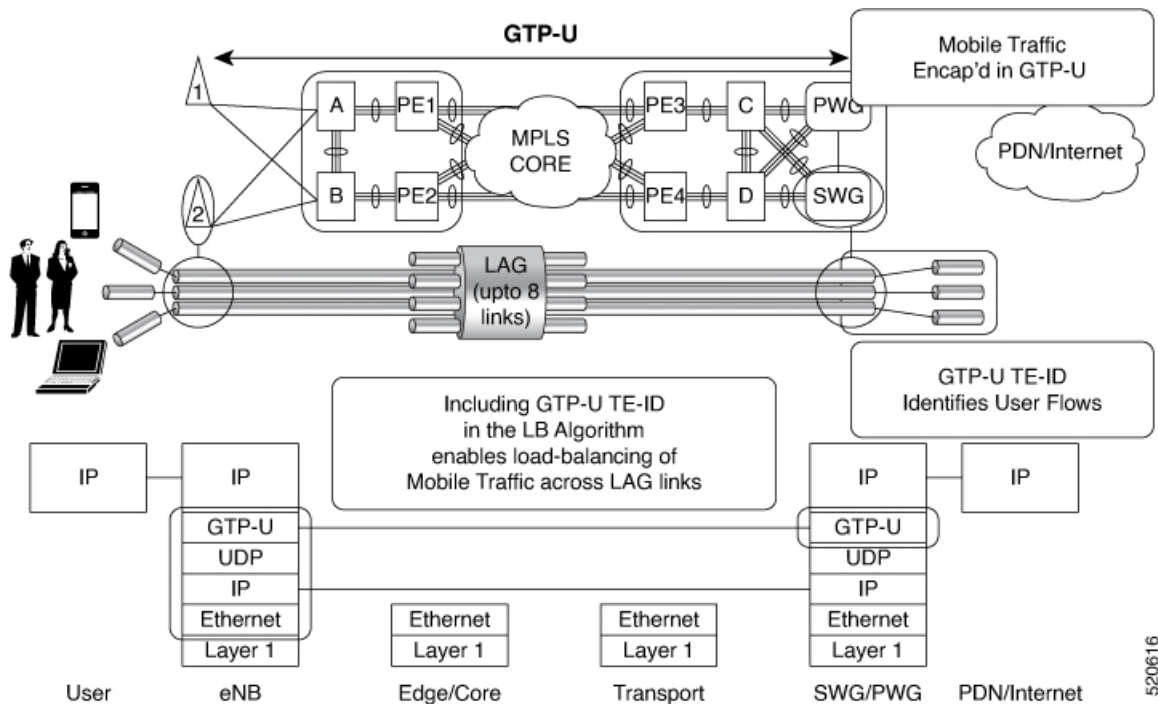 GTP-U
Mobile Traffic
Encap'd in GTP-U
1
A
PE1
PE3
C
PWG
MPLS
CORE
PDN/Internet
2
B
PE2
PE4
D
SWG
LAG
(upto 8
links)
GTP-U TE-ID
Identifies User Flows
Including GTP-U TE-ID
in the LB Algorithm
enables load-balancing of
Mobile Traffic across LAG links
IP
IP
IP
IP
GTP-U
GTP-U
UDP
UDP
IP
IP
Ethernet
Ethernet
Ethernet
Ethernet
Layer 1
Layer 1
Layer 1
Layer 1
User
eNB
Edge/Core
Transport
SWG/PWG
PDN/Internet
520616